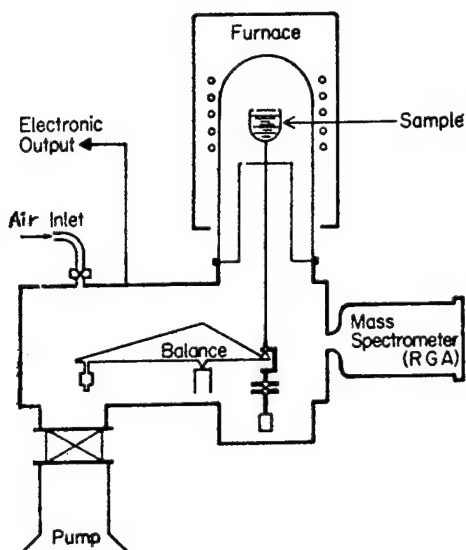 Furnace
Electronic
Output
Sample
Air Inlet
Mass
Spectrometer
(RGA)
Balance
Pump